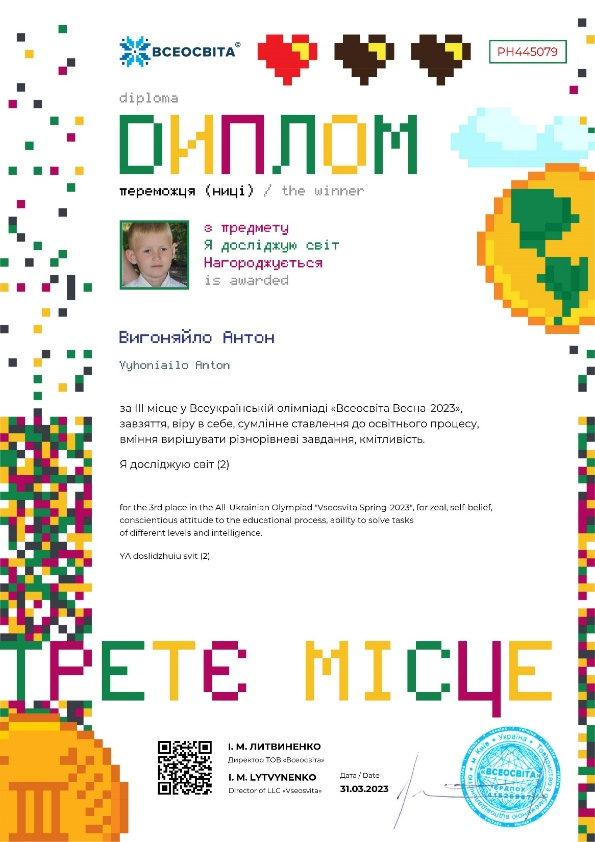 ВСЕОСВІТА
PH445079
diploma
ДИПЛОМ
переможця (ниці) / the winner
з предмету
Я досліджую світ
Нагороджується
is awarded
Вигоняйло Антон
Vyhoniailo Anton
за III місце у Всеукраїнській олімпіаді «Всеосвіта Весна-2023»,
завзяття, віру в себе, сумлінне ставлення до освітнього процесу,
вміння вирішувати різнорівневі завдання, кмітливість.
Я досліджую світ (2)
for the 3rd place in the All-Ukrainian Olympiad "Vseosvita Spring-2023", for zeal, self-belief,
conscientious attitude to the educational process, ability to solve tasks
of different levels and intelligence.
YA doslidzhuiu svit (2)
ТРЕТЄ МІСЦЕ
І. М. ЛИТВИНЕНКО
Директор ТОВ «Всеосвіта»
I. M. LYTVYNENKO
Director of LLC «Vseosvita»
Дата / Date
31.03.2023
«ВСЕОСВІТА»